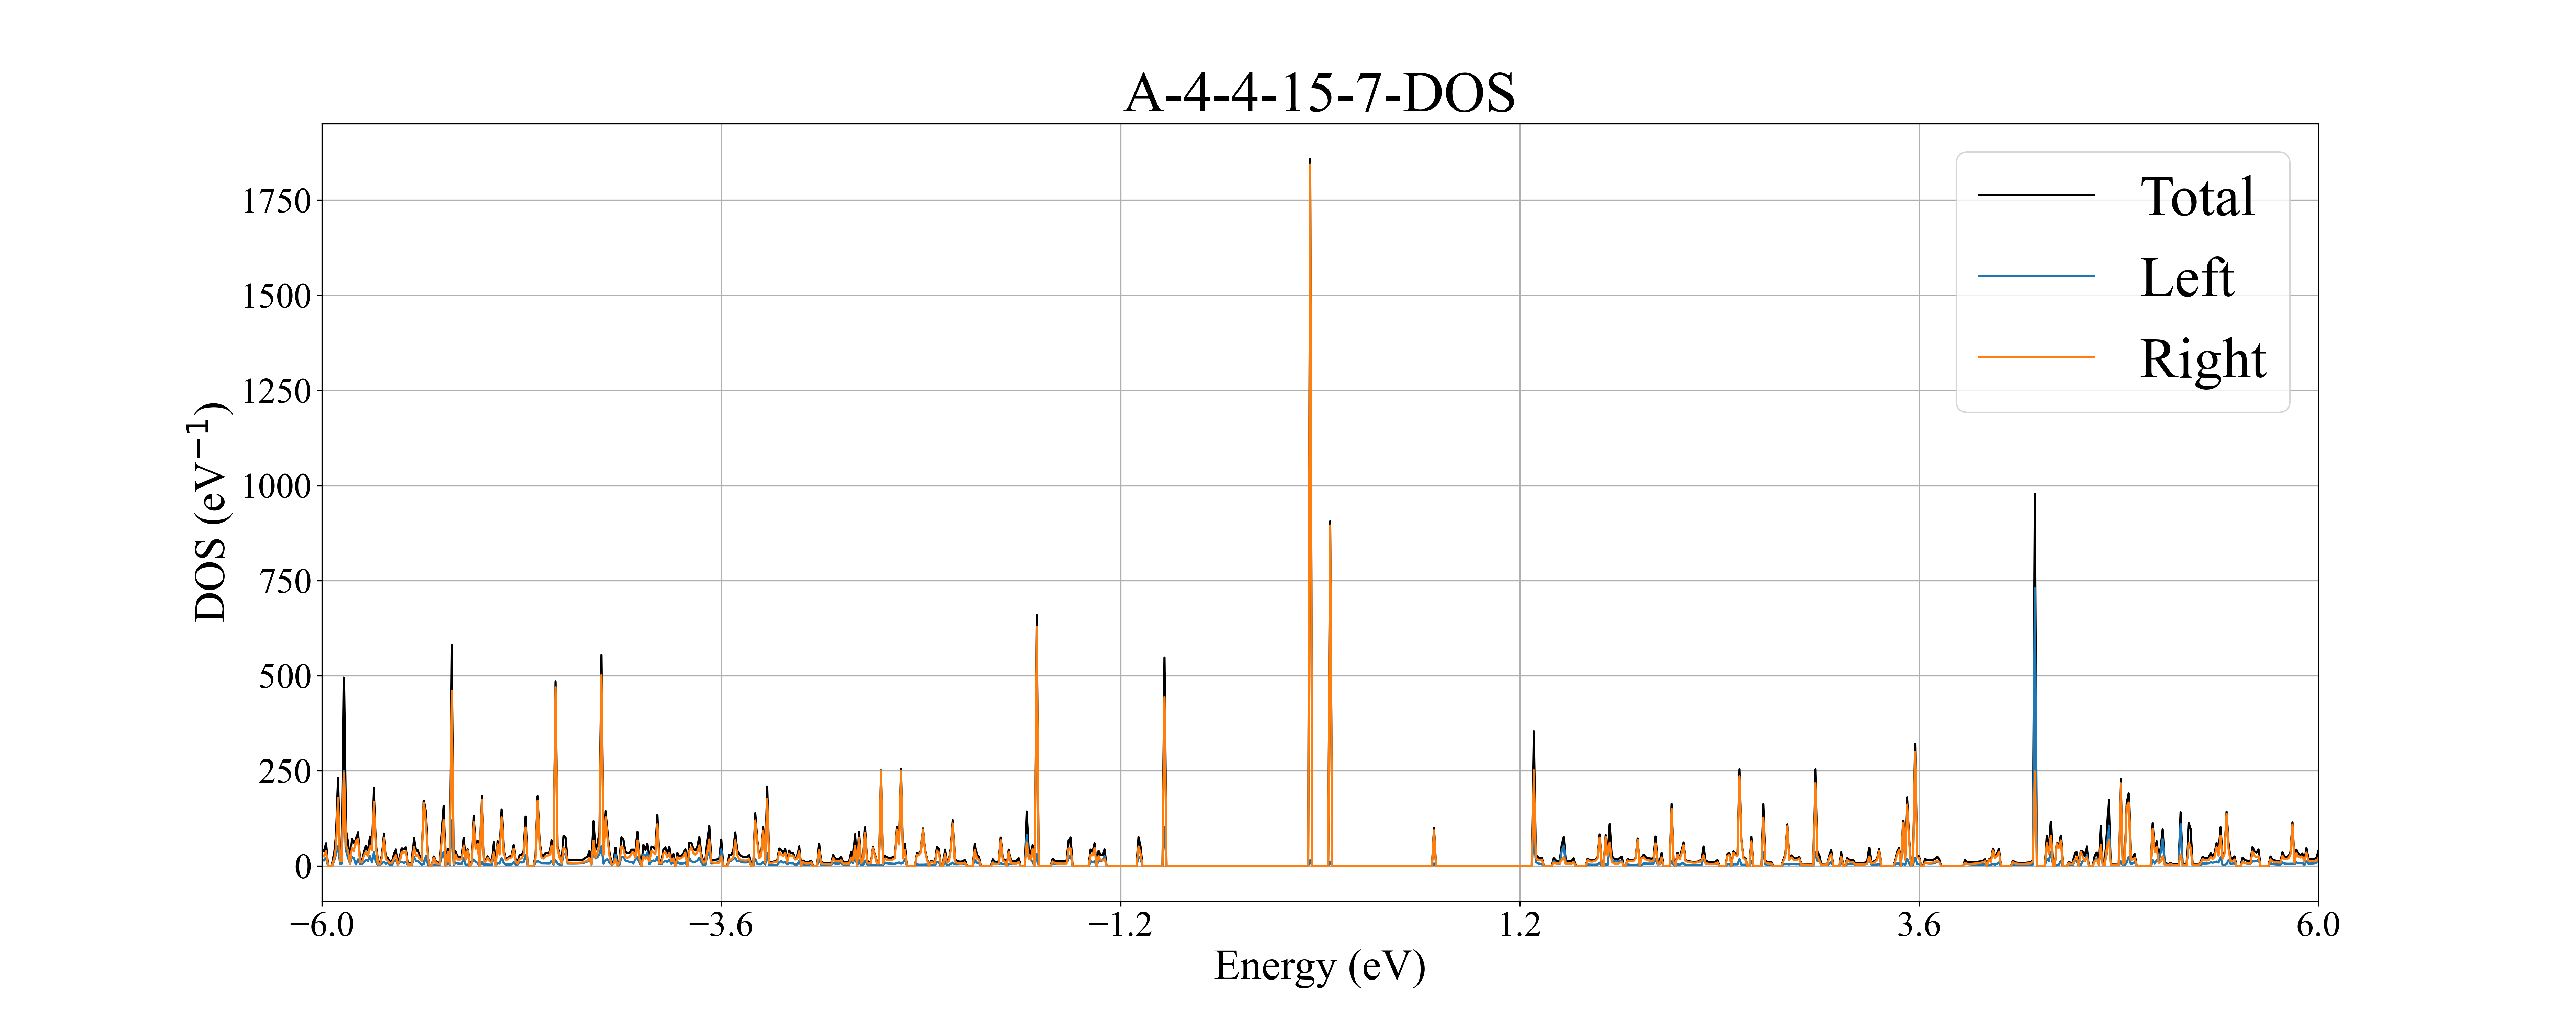 A-4-4-15-7-DOS
Total
Left
Right
DOS (eV⁻¹)
1750
1500
1250
1000
750
500
250
0
−6.0
−3.6
−1.2
1.2
3.6
6.0
Energy (eV)